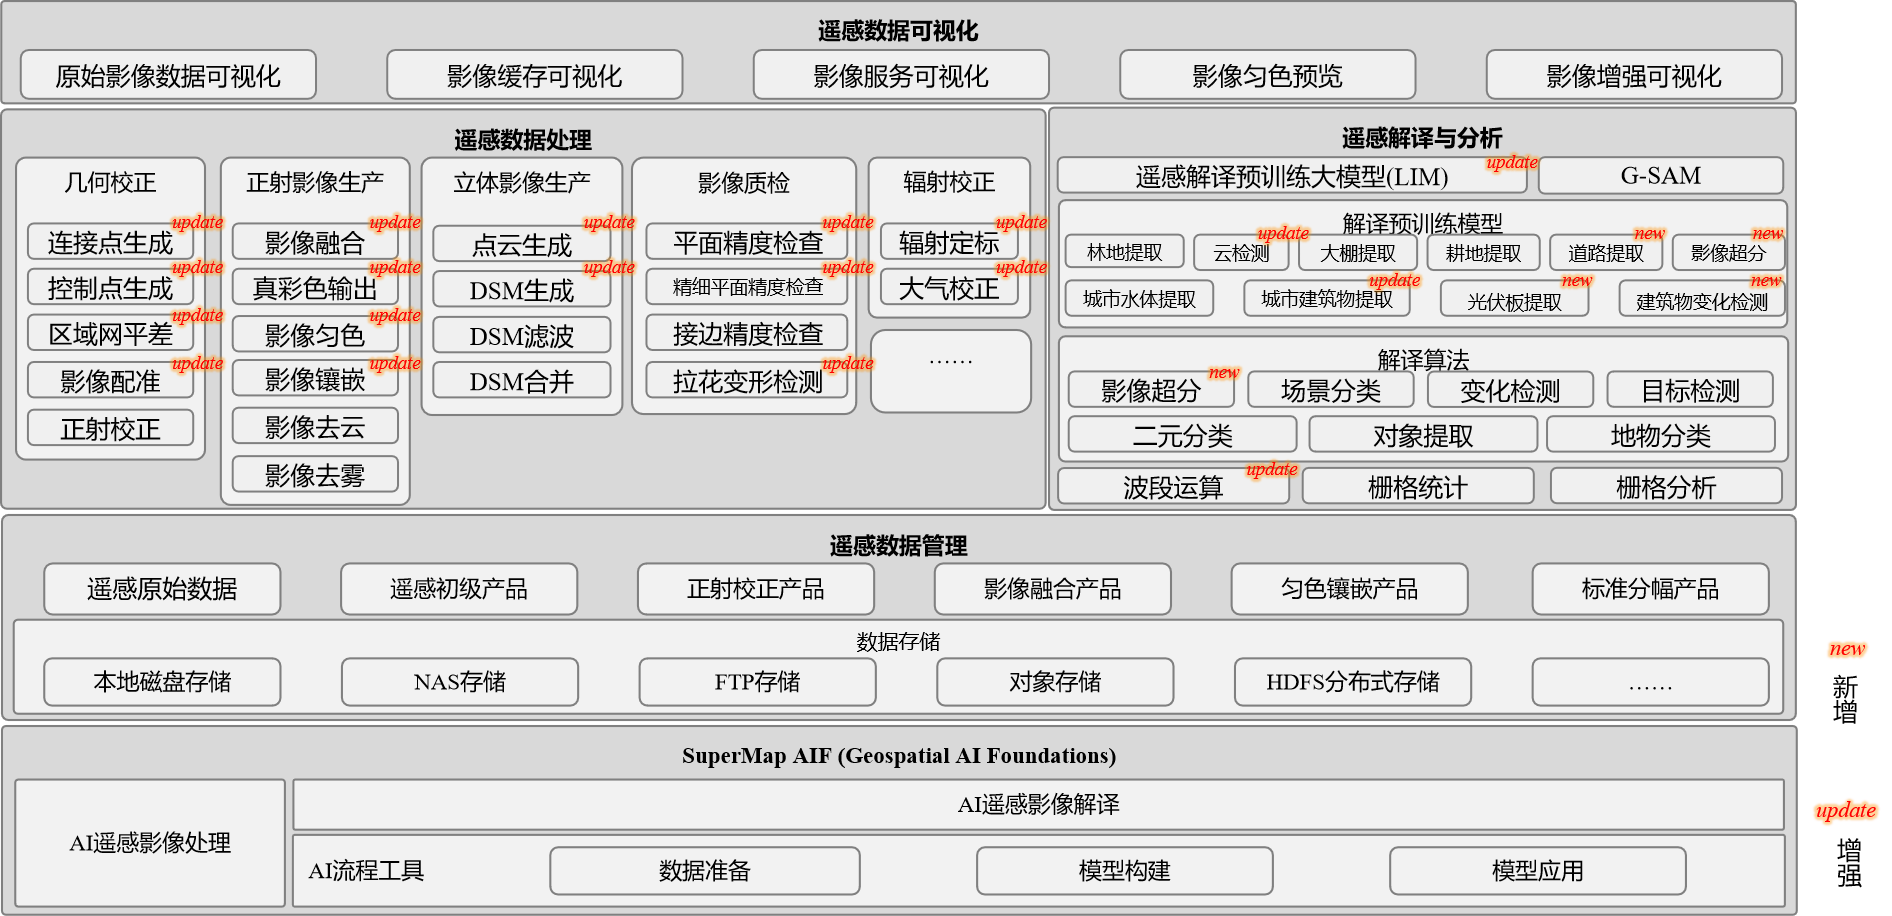 遥感数据可视化
原始影像数据可视化
影像缓存可视化
影像服务可视化
影像匀色预览
影像增强可视化
遥感数据处理
几何校正
update
连接点生成
update
控制点生成
update
区域网平差
update
影像配准
正射校正
正射影像生产
update
影像融合
update
真彩色输出
update
影像匀色
update
影像镶嵌
影像去云
影像去雾
立体影像生产
update
点云生成
update
DSM生成
DSM滤波
DSM合并
影像质检
update
平面精度检查
update
精细平面精度检查
接边精度检查
update
拉花变形检测
辐射校正
update
辐射定标
update
大气校正
……
遥感解译与分析
update
遥感解译预训练大模型(LIM)
G-SAM
解译预训练模型
林地提取
update
云检测
大棚提取
耕地提取
new
道路提取
new
影像超分
城市水体提取
update
城市建筑物提取
new
光伏板提取
new
建筑物变化检测
解译算法
new
影像超分
场景分类
变化检测
目标检测
二元分类
对象提取
地物分类
update
波段运算
栅格统计
栅格分析
遥感数据管理
遥感原始数据
遥感初级产品
正射校正产品
影像融合产品
匀色镶嵌产品
标准分幅产品
数据存储
本地磁盘存储
NAS存储
FTP存储
对象存储
HDFS分布式存储
……
SuperMap AIF (Geospatial AI Foundations)
AI遥感影像处理
AI遥感影像解译
AI流程工具
数据准备
模型构建
模型应用
new
新
增
update
增
强